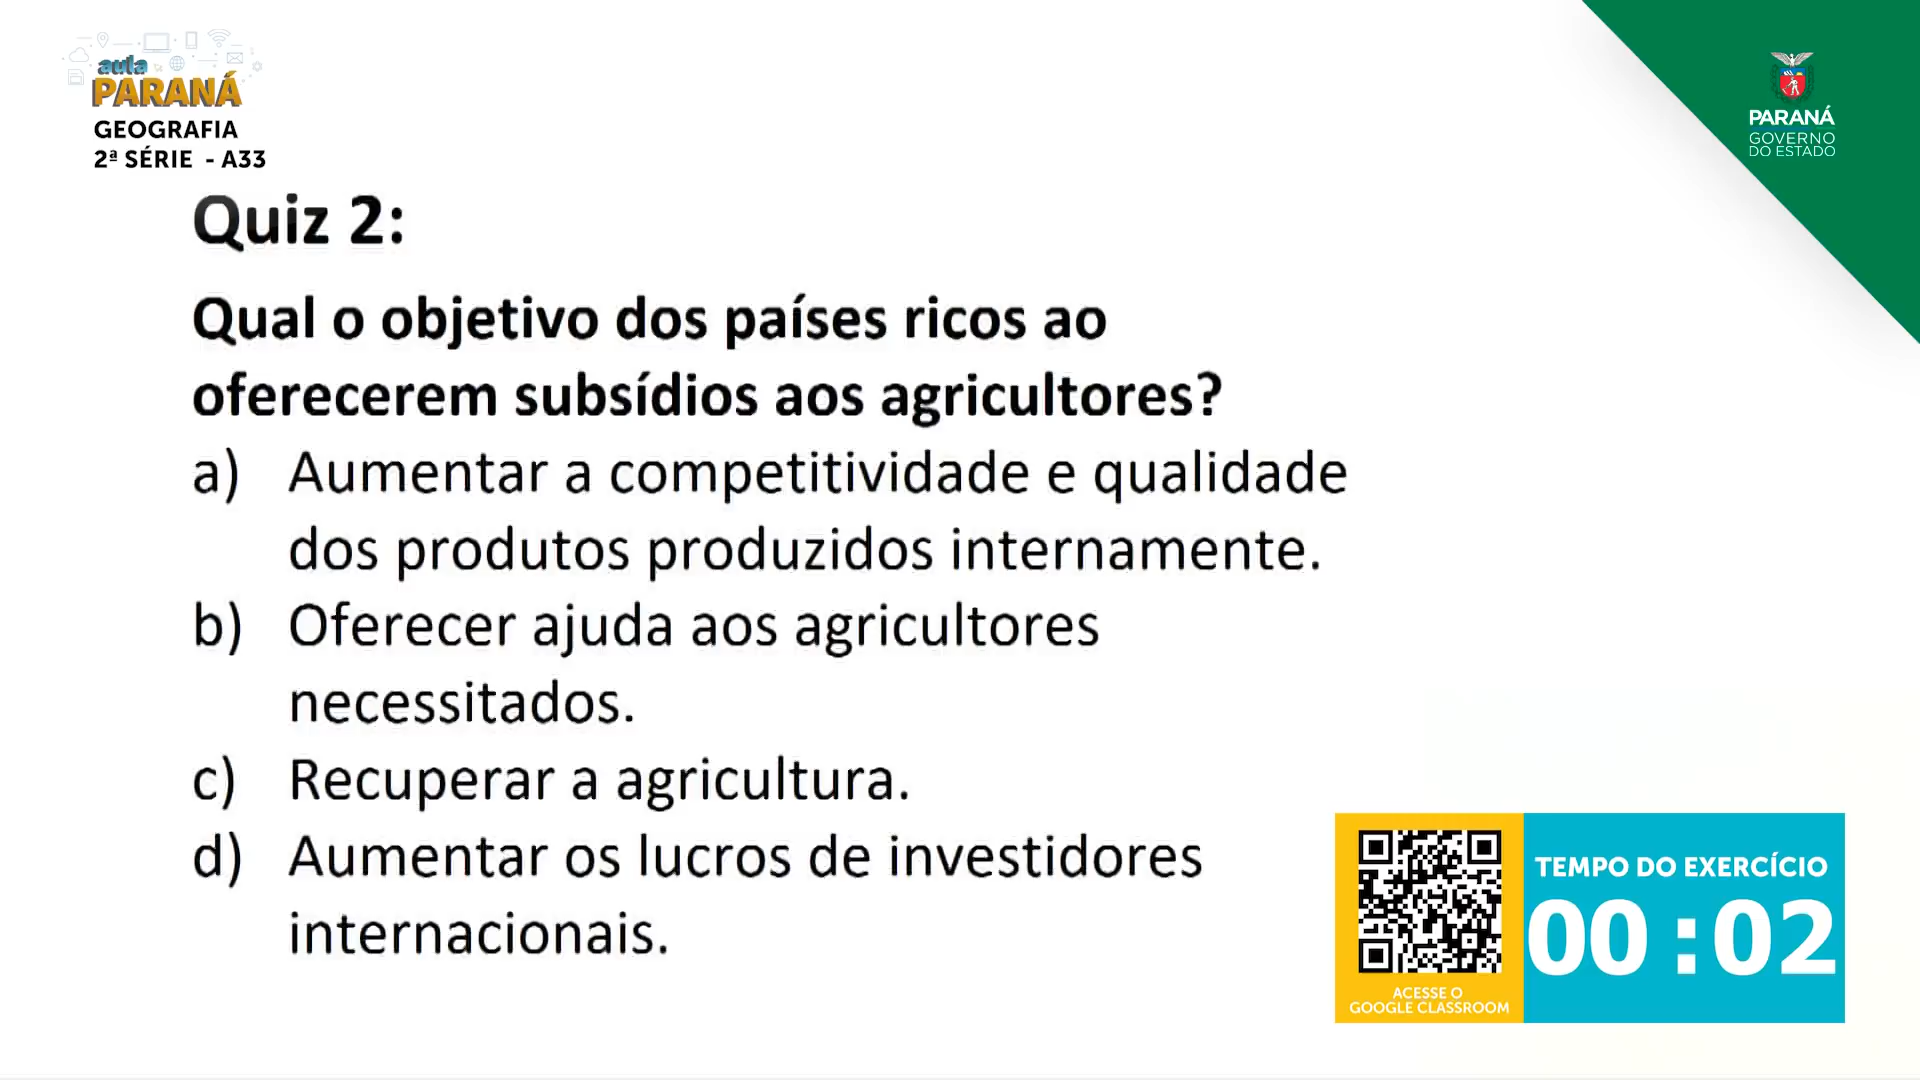 aula
PARANÁ
GEOGRAFIA
2ª SÉRIE - A33
PARANÁ
GOVERNO
DO ESTADO
Quiz 2:
Qual o objetivo dos países ricos ao
oferecerem subsídios aos agricultores?
a) Aumentar a competitividade e qualidade
dos produtos produzidos internamente.
b) Oferecer ajuda aos agricultores
necessitados.
c) Recuperar a agricultura.
d) Aumentar os lucros de investidores
internacionais.
TEMPO DO EXERCÍCIO
00:02
ACESSE O
GOOGLE CLASSROOM